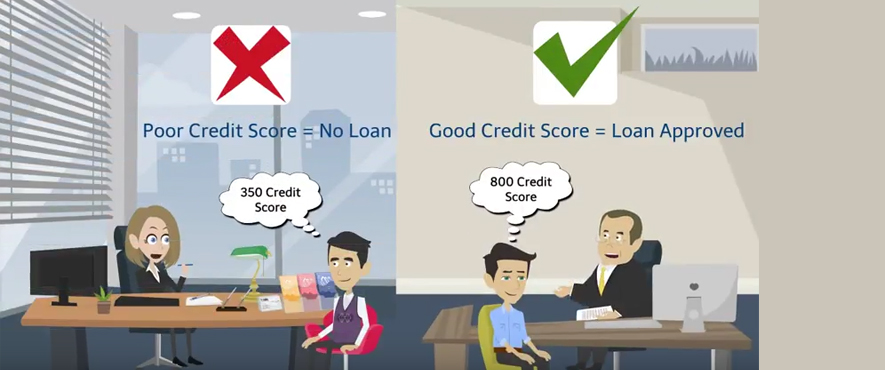 Poor Credit Score = No Loan
350 Credit
Score
Good Credit Score = Loan Approved
800 Credit
Score